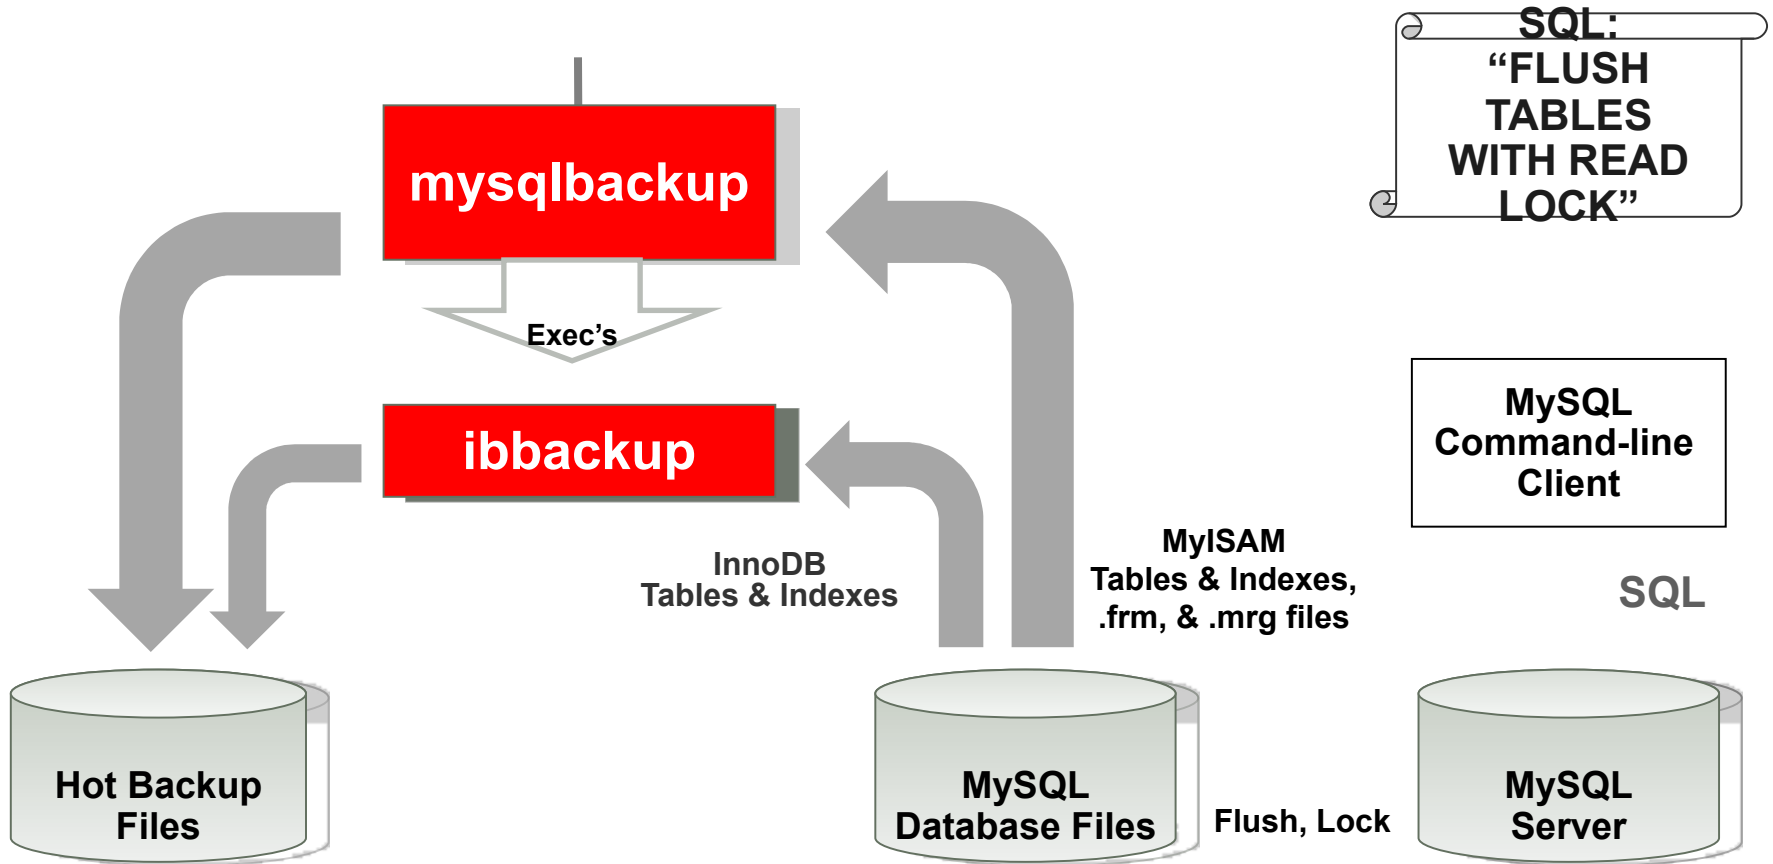 SQL:
“FLUSH
TABLES
WITH READ
LOCK”
mysqlbackup
Exec’s
ibbackup
MySQL
Command-line
Client
InnoDB
Tables & Indexes
MyISAM
Tables & Indexes,
.frm, & .mrg files
SQL
Hot Backup
Files
MySQL
Database Files
Flush, Lock
MySQL
Server